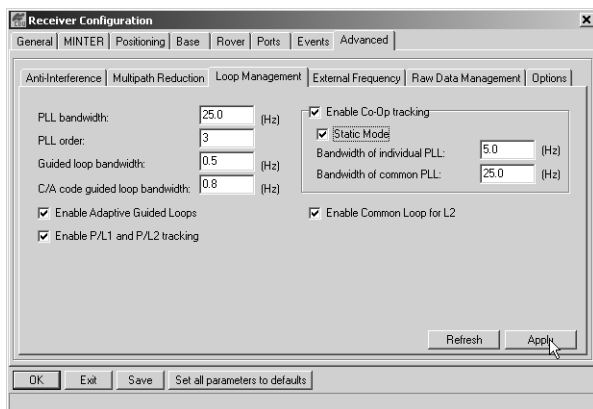 Receiver Configuration
General MINTER Positioning Base Rover Ports Events Advanced
Anti-Interference Multipath Reduction Loop Management External Frequency Raw Data Management Options
PLL bandwidth: 25.0 (Hz)
PLL order: 3
Guided loop bandwidth: 0.5 (Hz)
C/A code guided loop bandwidth: 0.8 (Hz)
Enable Adaptive Guided Loops
Enable P/L1 and P/L2 tracking
Enable Co-Op tracking
Static Mode
Bandwidth of individual PLL: 5.0 (Hz)
Bandwidth of common PLL: 25.0 (Hz)
Enable Common Loop for L2
Refresh Apply
OK Exit Save Set all parameters to defaults